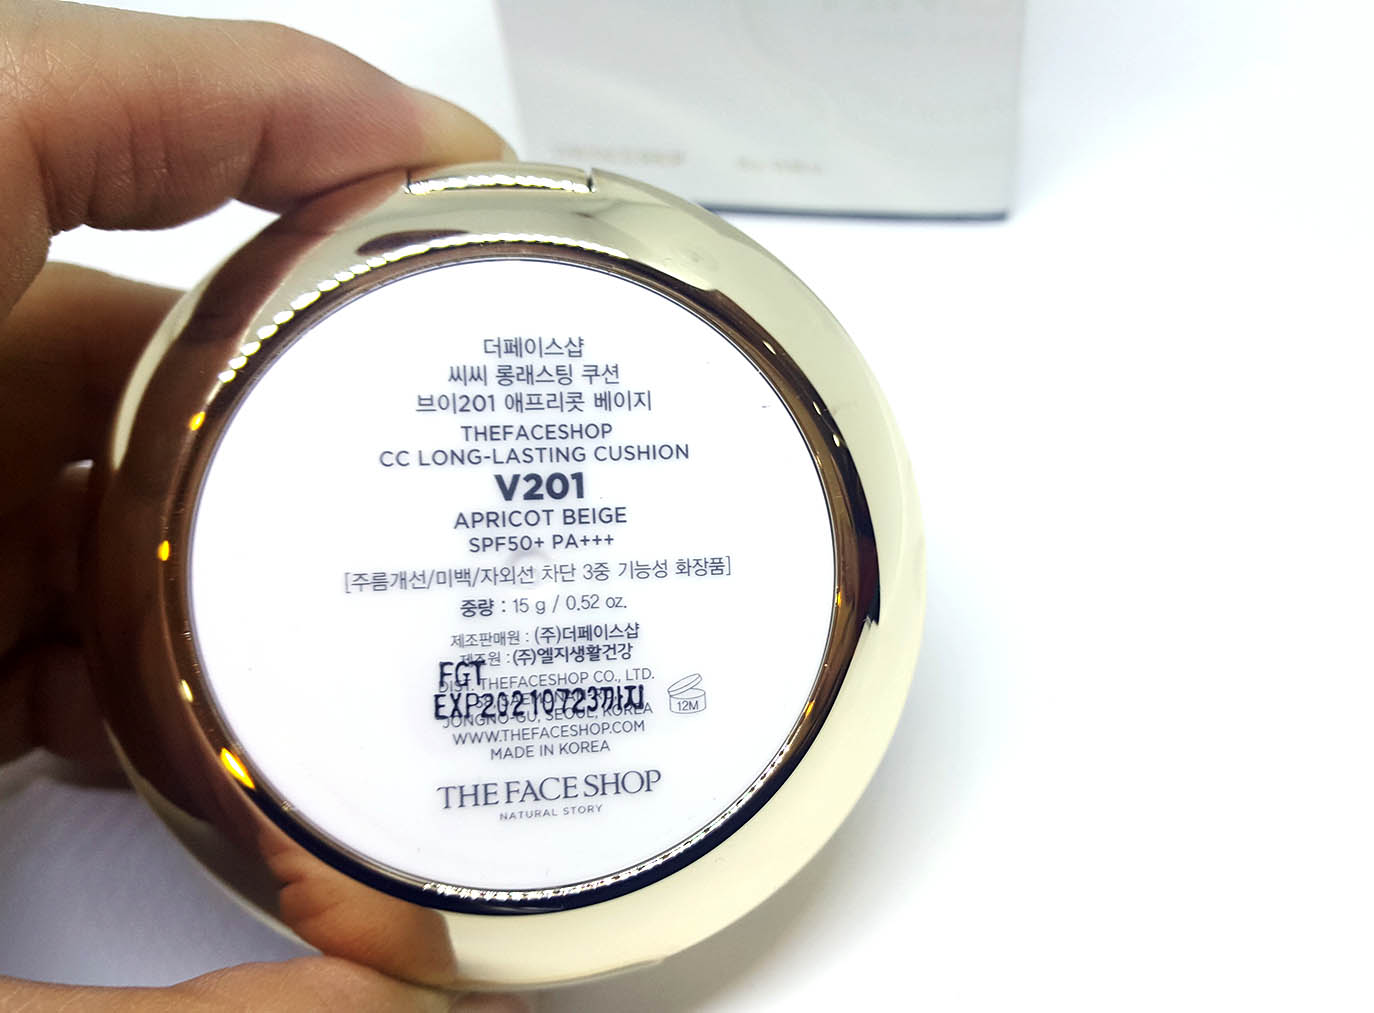 더페이스샵
씨씨 롱래스팅 쿠션
브이201 애프리콧 베이지
THEFACESHOP
CC LONG-LASTING CUSHION
V201
APRICOT BEIGE
SPF50+ PA+++
[주름개선/미백/자외선 차단 3중 기능성 화장품]
중량 : 15 g / 0.52 oz.
제조판매원 : (주)더페이스샵
제조원 : (주)엘지생활건강
FGT
DIST. THEFACESHOP CO., LTD.
EXP20210723까지
12M
JONGNO-GU, SEOUL, KOREA
WWW.THEFACESHOP.COM
MADE IN KOREA
THE FACE SHOP
NATURAL STORY